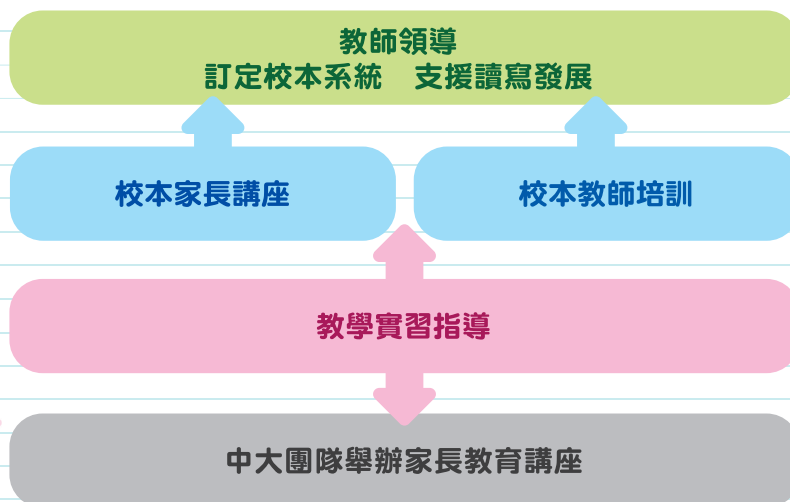 教師領導
訂定校本系統　支援讀寫發展
校本家長講座
校本教師培訓
教學實習指導
中大團隊舉辦家長教育講座